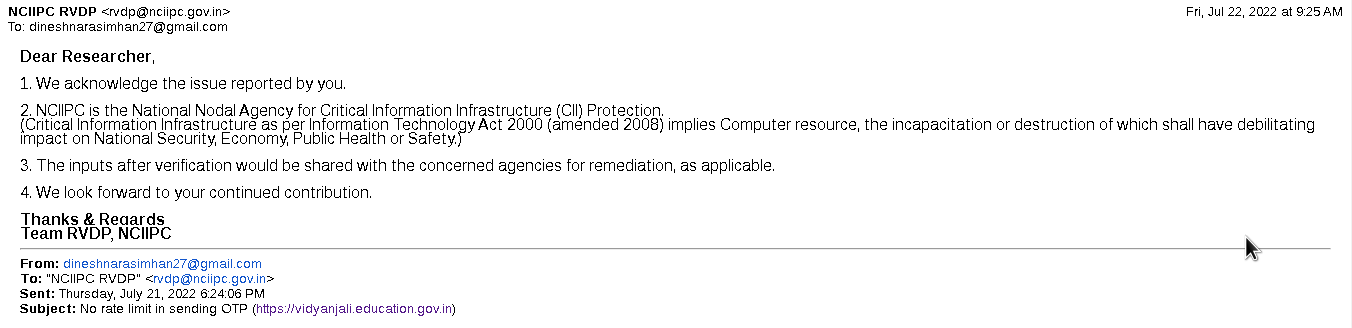 NCIIPC RVDP <rvdp@nciipc.gov.in>
Fri, Jul 22, 2022 at 9:25 AM
To: dineshnarasimhan27@gmail.com
Dear Researcher,
1. We acknowledge the issue reported by you.
2. NCIIPC is the National Nodal Agency for Critical Information Infrastructure (CII) Protection.
(Critical Information Infrastructure as per Information Technology Act 2000 (amended 2008) implies Computer resource, the incapacitation or destruction of which shall have debilitating
impact on National Security, Economy, Public Health or Safety.)
3. The inputs after verification would be shared with the concerned agencies for remediation, as applicable.
4. We look forward to your continued contribution.
Thanks & Regards
Team RVDP, NCIIPC
From: dineshnarasimhan27@gmail.com
To: "NCIIPC RVDP" <rvdp@nciipc.gov.in>
Sent: Thursday, July 21, 2022 6:24:06 PM
Subject: No rate limit in sending OTP (https://vidyanjali.education.gov.in)